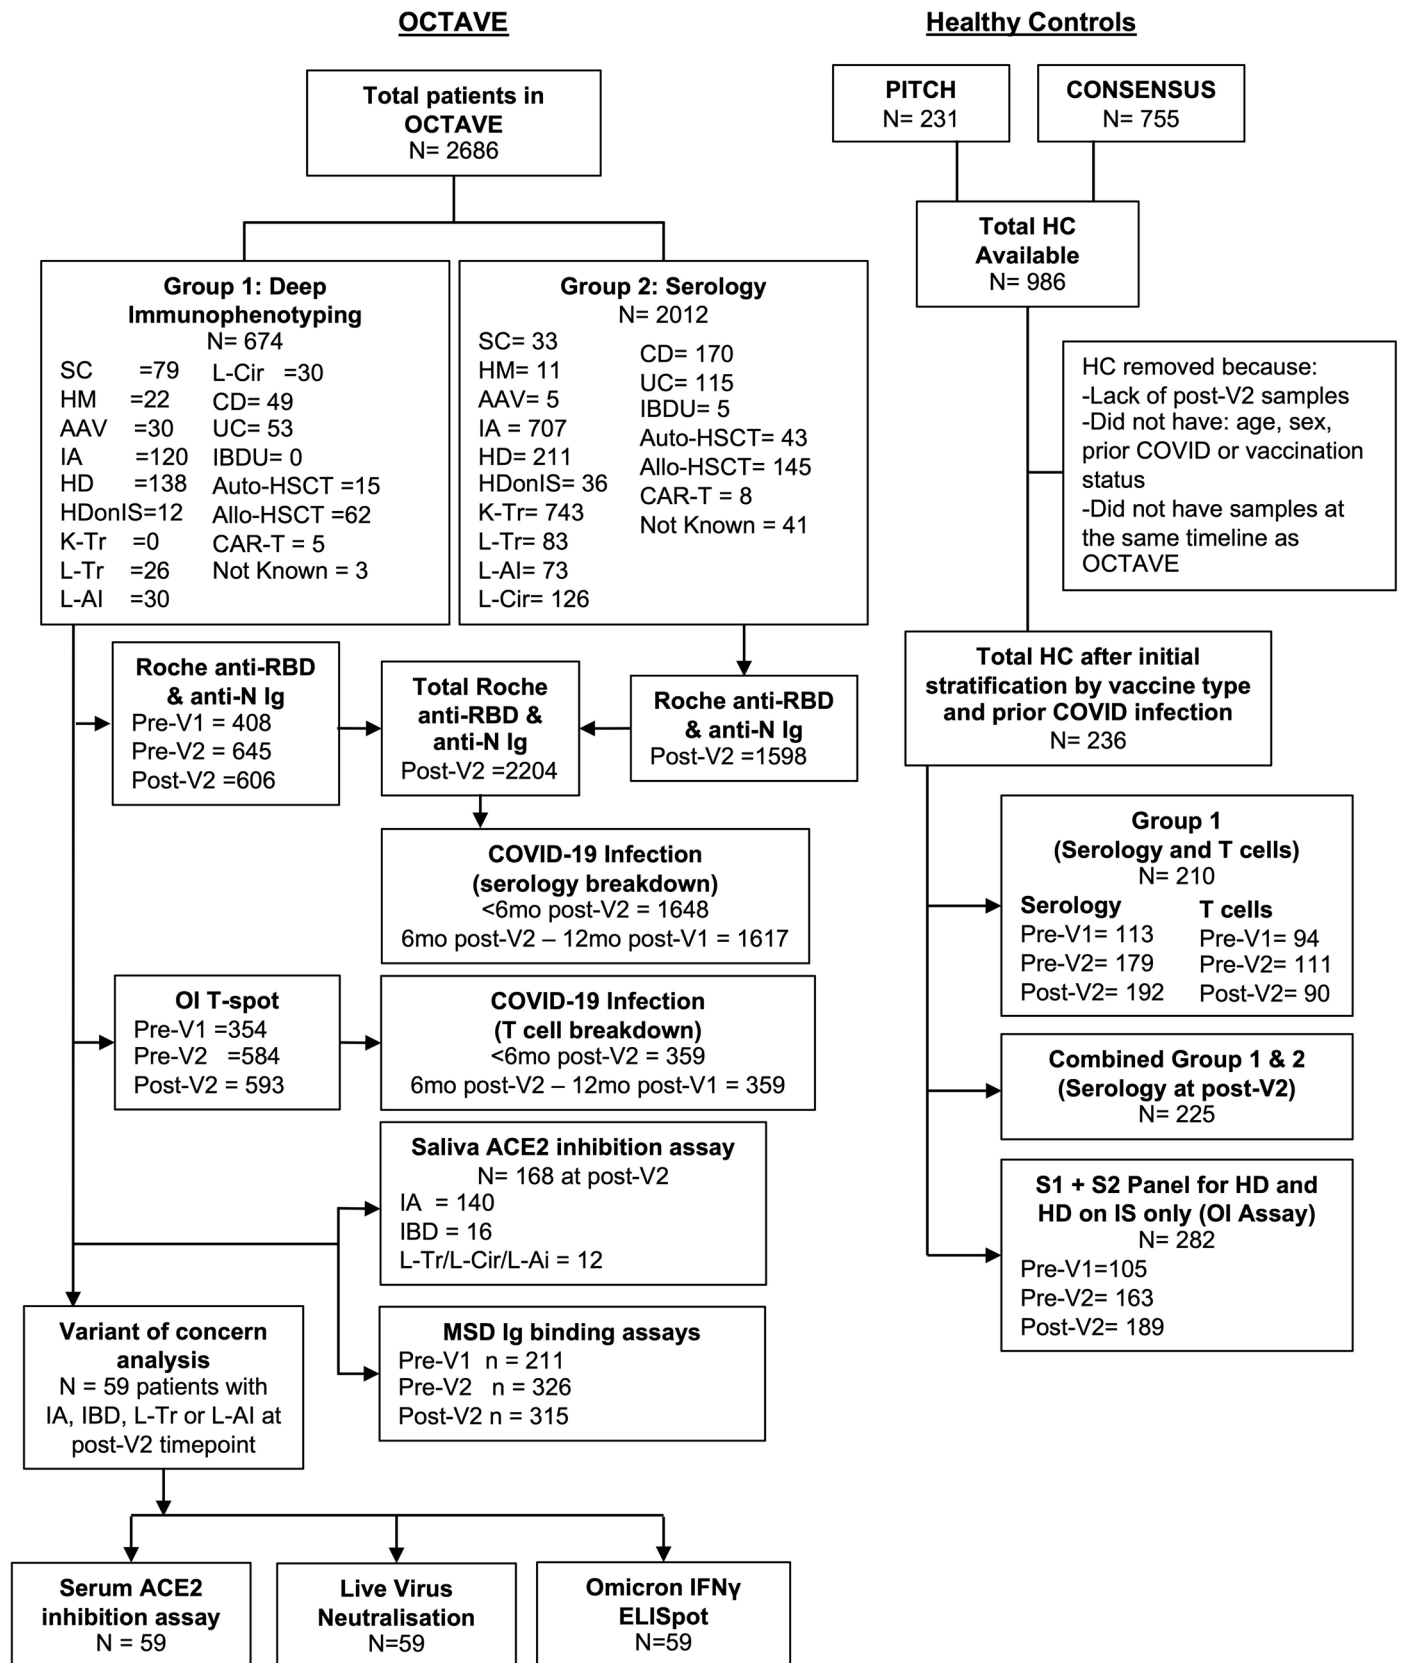 OCTAVE
Total patients in
OCTAVE
N= 2686
Group 1: Deep
Immunophenotyping
N= 674
SC =79
HM =22
AAV =30
IA =120
HD =138
HDonIS=12
K-Tr =0
L-Tr =26
L-AI =30
L-Cir =30
CD= 49
UC= 53
IBDU= 0
Auto-HSCT =15
Allo-HSCT =62
CAR-T = 5
Not Known = 3
Group 2: Serology
N= 2012
SC= 33
HM= 11
AAV= 5
IA = 707
HD= 211
HDonIS= 36
K-Tr= 743
L-Tr= 83
L-AI= 73
L-Cir= 126
CD= 170
UC= 115
IBDU= 5
Auto-HSCT= 43
Allo-HSCT= 145
CAR-T = 8
Not Known = 41
Roche anti-RBD
& anti-N Ig
Pre-V1 = 408
Pre-V2 = 645
Post-V2 =606
Total Roche
anti-RBD &
anti-N Ig
Post-V2 =2204
Roche anti-RBD
& anti-N Ig
Post-V2 =1598
COVID-19 Infection
(serology breakdown)
<6mo post-V2 = 1648
6mo post-V2 – 12mo post-V1 = 1617
OI T-spot
Pre-V1 =354
Pre-V2 =584
Post-V2 = 593
COVID-19 Infection
(T cell breakdown)
<6mo post-V2 = 359
6mo post-V2 – 12mo post-V1 = 359
Saliva ACE2 inhibition assay
N= 168 at post-V2
IA = 140
IBD = 16
L-Tr/L-Cir/L-Ai = 12
MSD Ig binding assays
Pre-V1 n = 211
Pre-V2 n = 326
Post-V2 n = 315
Variant of concern
analysis
N = 59 patients with
IA, IBD, L-Tr or L-AI at
post-V2 timepoint
Serum ACE2
inhibition assay
N = 59
Live Virus
Neutralisation
N=59
Omicron IFNγ
ELISpot
N=59
Healthy Controls
PITCH
N= 231
CONSENSUS
N= 755
Total HC
Available
N= 986
HC removed because:
-Lack of post-V2 samples
-Did not have: age, sex,
prior COVID or vaccination
status
-Did not have samples at
the same timeline as
OCTAVE
Total HC after initial
stratification by vaccine type
and prior COVID infection
N= 236
Group 1
(Serology and T cells)
N= 210
Serology
Pre-V1= 113
Pre-V2= 179
Post-V2= 192
T cells
Pre-V1= 94
Pre-V2= 111
Post-V2= 90
Combined Group 1 & 2
(Serology at post-V2)
N= 225
S1 + S2 Panel for HD and
HD on IS only (OI Assay)
N= 282
Pre-V1=105
Pre-V2= 163
Post-V2= 189